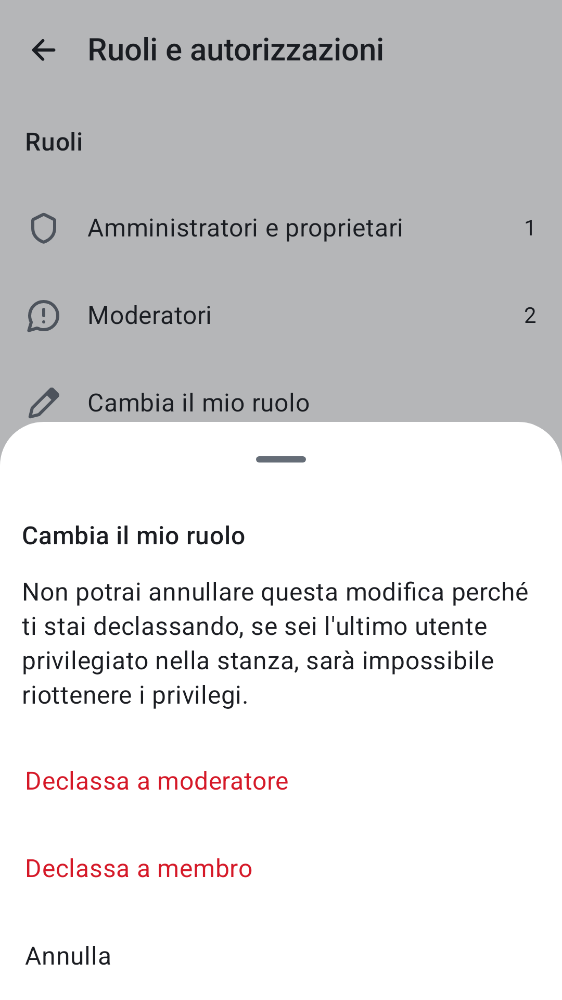 Ruoli e autorizzazioni
Ruoli
Amministratori e proprietari 1
Moderatori 2
Cambia il mio ruolo
Cambia il mio ruolo
Non potrai annullare questa modifica perché
ti stai declassando, se sei l'ultimo utente
privilegiato nella stanza, sarà impossibile
riottenere i privilegi.
Declassa a moderatore
Declassa a membro
Annulla